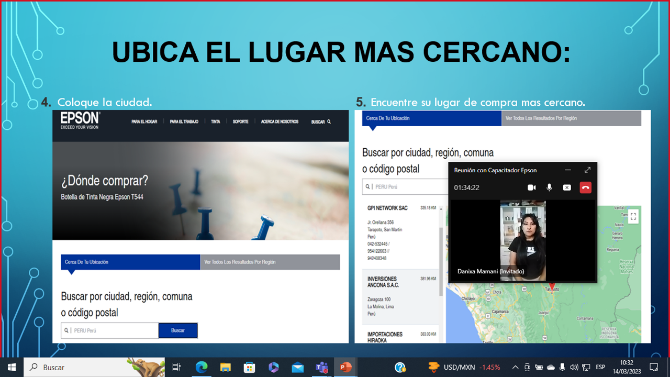 UBICA EL LUGAR MAS CERCANO:
4. Coloque la ciudad.
EPSON
EXCEED YOUR VISION
PARA EL HOGAR
PARA EL TRABAJO
TINTA
SOPORTE
ACERCA DE NOSOTROS
BUSCAR
¿Dónde comprar?
Botella de Tinta Negra Epson T544
Cerca De Tu Ubicación
Ver Todos Los Resultados Por Región
Buscar por ciudad, región, comuna
o código postal
PERU Perú
Buscar
5. Encuentre su lugar de compra mas cercano.
Cerca De Tu Ubicación
Ver Todos Los Resultados Por Región
Buscar por ciudad, región, comuna
o código postal
PERU Perú
GPI NETWORK SAC
Jr. Orellana 358
Tarapoto, San Martin
Perú
INVERSIONES
ANCONA S.A.C.
Zaragoza 100
La Molina, Lima
Perú
IMPORTACIONES
HIRAOKA
Reunión con Capacitador Epson
01:34:22
Danixa Mamani (Invitado)
Buscar
USD/MXN -1.45%
ESP
10:32
14/03/2023